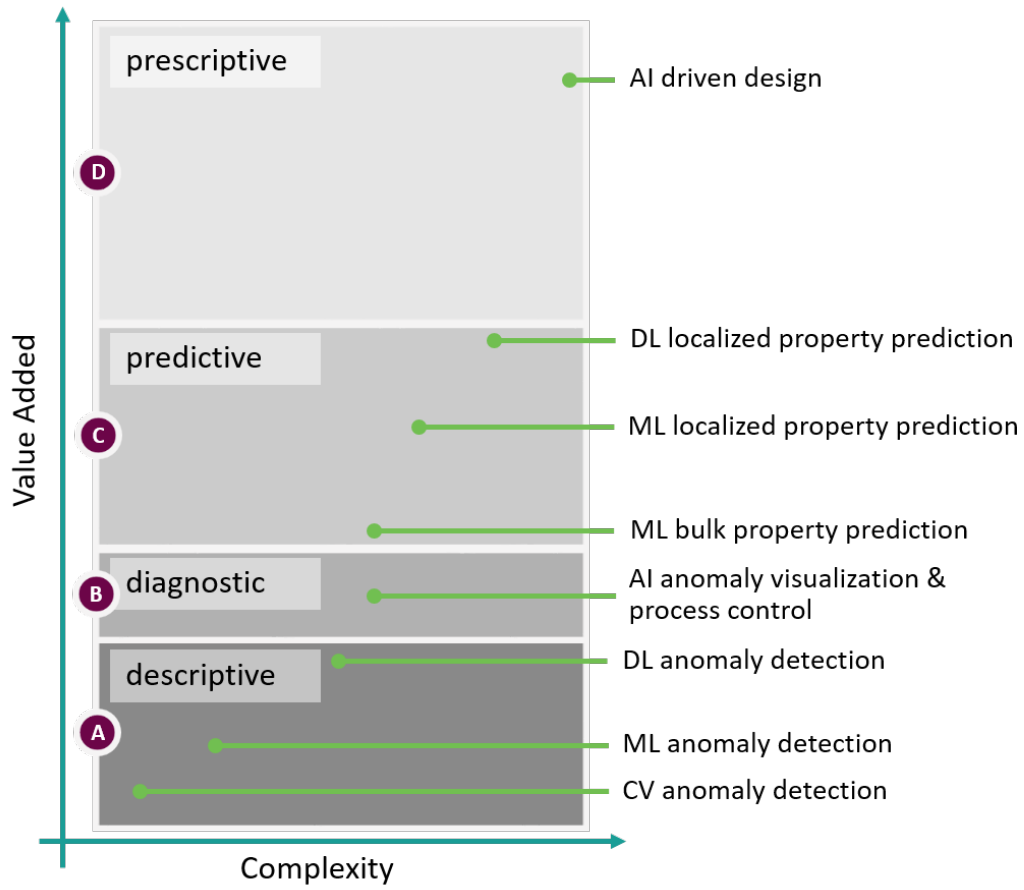 prescriptive
AI driven design
D
predictive
DL localized property prediction
C
ML localized property prediction
ML bulk property prediction
diagnostic
B
AI anomaly visualization &
process control
descriptive
DL anomaly detection
A
ML anomaly detection
CV anomaly detection
Value Added
Complexity